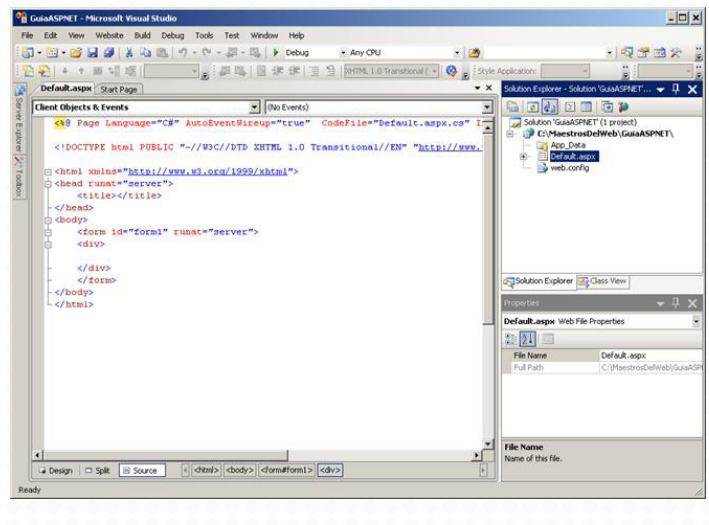 GuiaASPNET - Microsoft Visual Studio
File Edit View Website Build Debug Tools Test Window Help
Debug Any CPU
XHTML 1.0 Transitional ( Style Application:
Default.aspx Start Page
Client Objects & Events (No Events)
<%@ Page Language="C#" AutoEventWireup="true" CodeFile="Default.aspx.cs" I
<!DOCTYPE html PUBLIC "-//W3C//DTD XHTML 1.0 Transitional//EN" "http://www.
<html xmlns="http://www.w3.org/1999/xhtml">
<head runat="server">
<title></title>
</head>
<body>
<form id="form1" runat="server">
<div>
</div>
</form>
</body>
</html>
Design Split Source <html> <body> <form#form1> <div>
Ready
Server Explorer
Toolbox
Solution Explorer - Solution 'GuiaASPNET'...
Solution 'GuiaASPNET' (1 project)
C:\MaestrosDelWeb\GuiaASPNET\
App_Data
Default.aspx
web.config
Solution Explorer Class View
Properties
Default.aspx Web File Properties
File Name Default.aspx
Full Path C:\MaestrosDelWeb\GuiaASP
File Name
Name of this file.